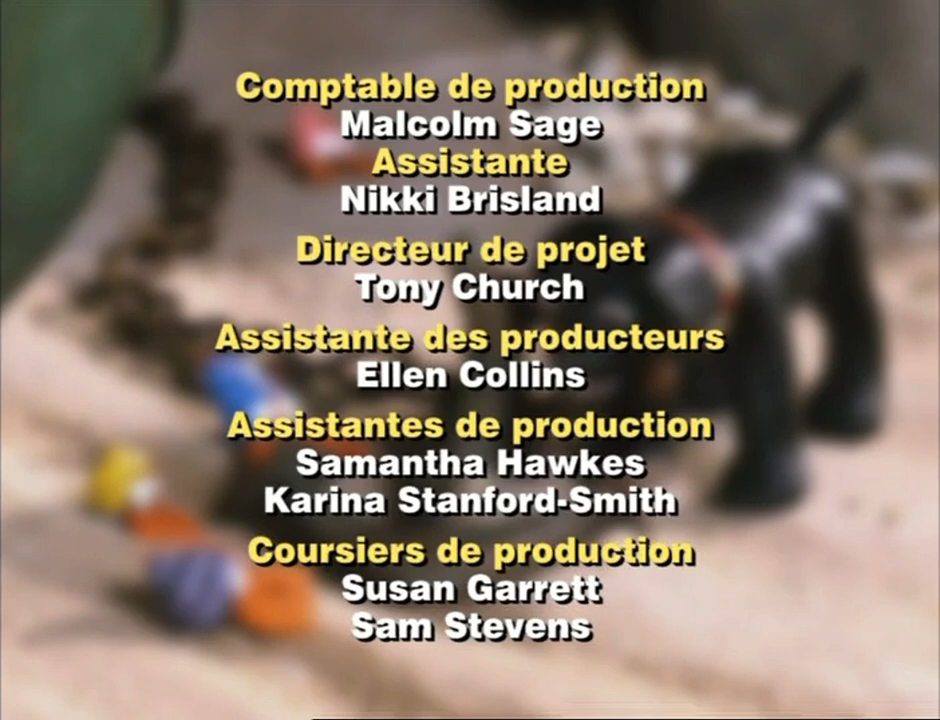 Comptable de production
Malcolm Sage
Assistante
Nikki Brisland
Directeur de projet
Tony Church
Assistante des producteurs
Ellen Collins
Assistantes de production
Samantha Hawkes
Karina Stanford-Smith
Coursiers de production
Susan Garrett
Sam Stevens